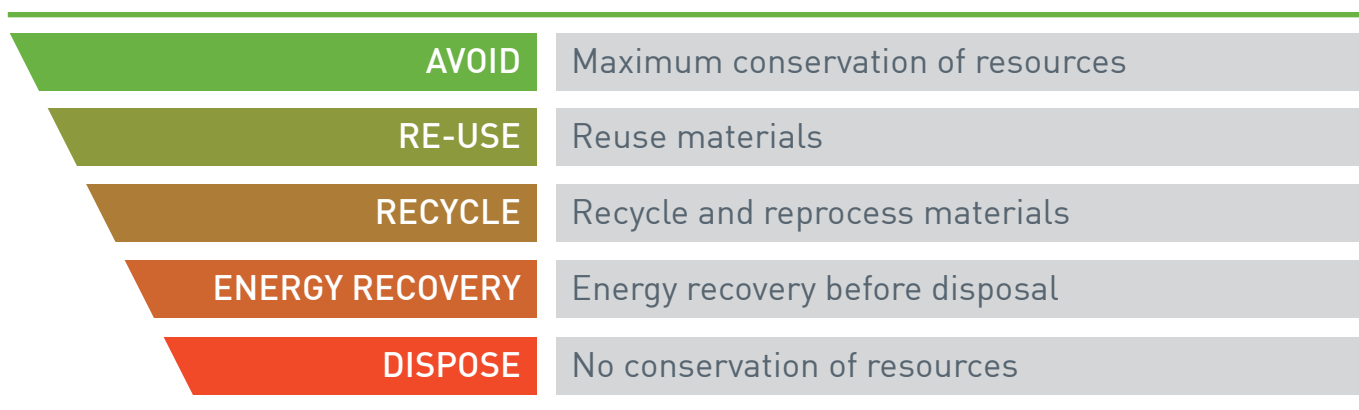 AVOID Maximum conservation of resources
RE-USE Reuse materials
RECYCLE Recycle and reprocess materials
ENERGY RECOVERY Energy recovery before disposal
DISPOSE No conservation of resources